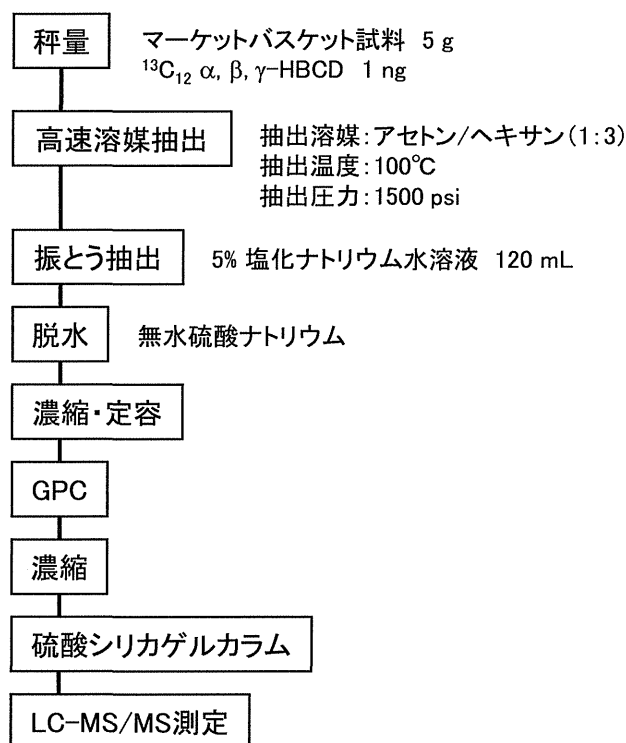 秤量
マーケットバスケット試料 5 g
¹³C₁₂ α, β, γ-HBCD 1 ng
高速溶媒抽出
抽出溶媒:アセトン/ヘキサン(1:3)
抽出温度:100℃
抽出圧力:1500 psi
振とう抽出
5% 塩化ナトリウム水溶液 120 mL
脱水
無水硫酸ナトリウム
濃縮・定容
GPC
濃縮
硫酸シリカゲルカラム
LC-MS/MS測定